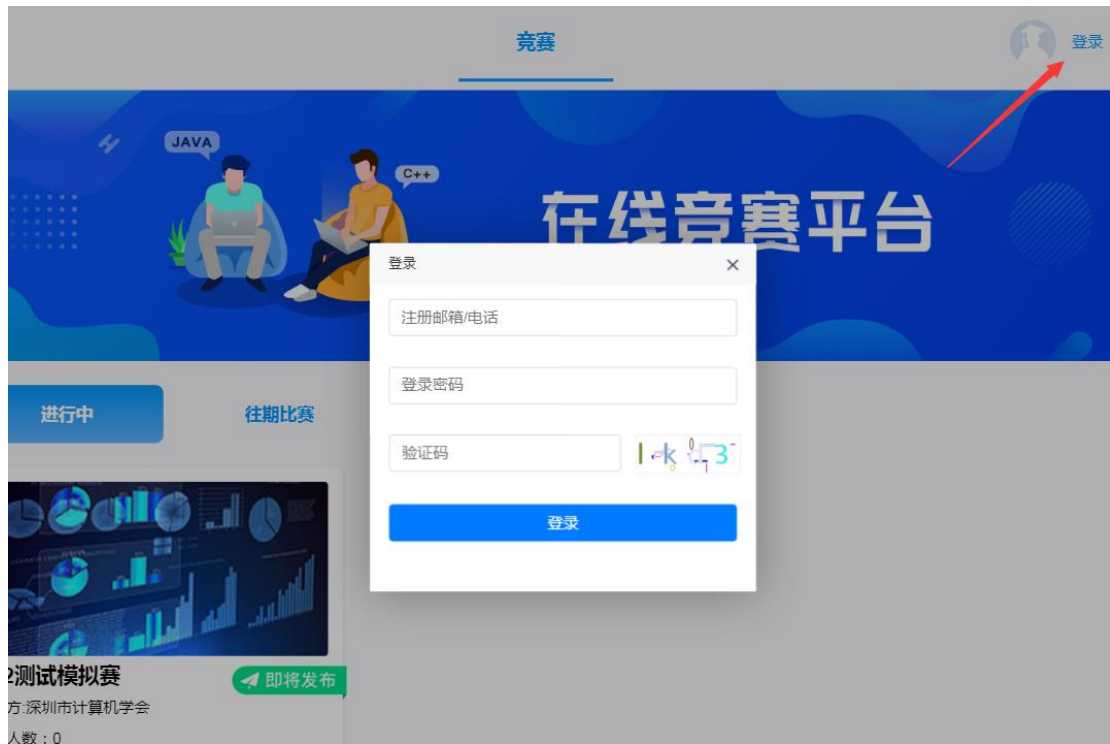 竞赛
登录
JAVA
C++
在线竞赛平台
登录
注册邮箱/电话
登录密码
验证码
登录
进行中
往期比赛
2测试模拟赛
即将发布
方:深圳市计算机学会
人数：0